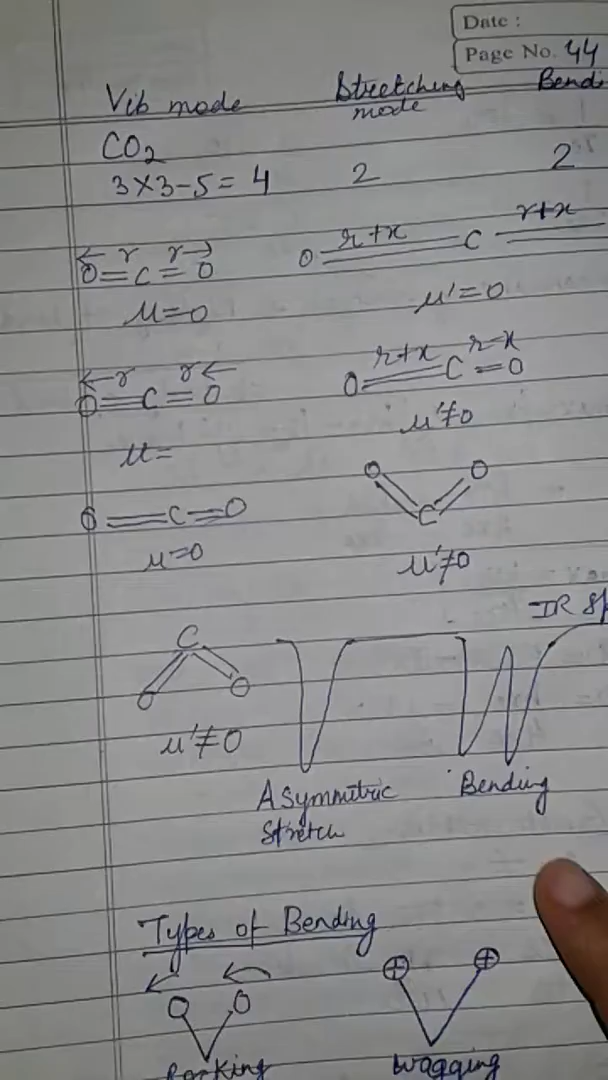 Date :
Page No. 44
Vib mode Stretching mode Bendi
CO2
3×3-5= 4 2 2
← r r →
O=C=O
O r+x C r+x
μ=0 μ'=0
← r r ←
O=C=O
r+x r-x
O=C=O
μ= μ'≠0
O=C=O
O C O
μ=0 μ'≠0
IR Sp
C
O O
μ'≠0
Asymmetric Stretch
Bending
Types of Bending
O O
Rocking Wagging